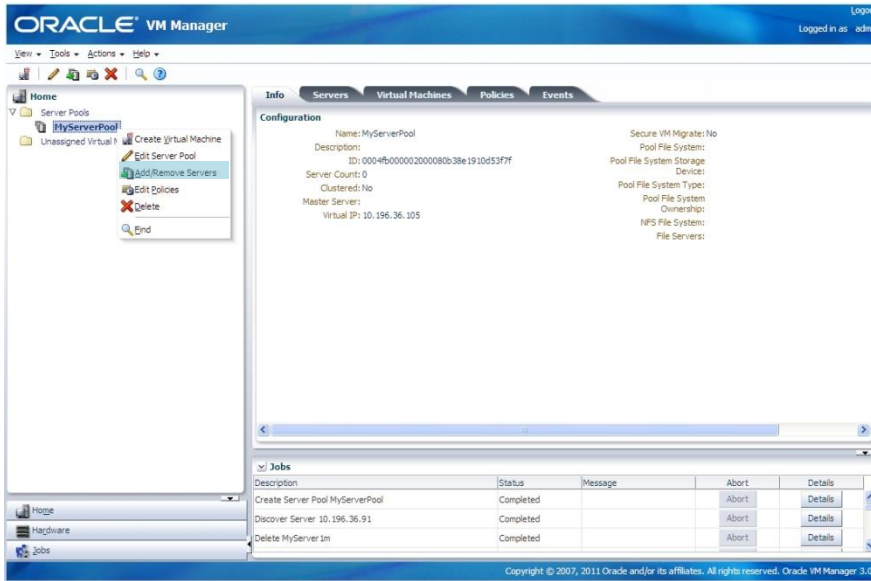 Logou
ORACLE VM Manager
Logged in as adm
View Tools Actions Help
Home
Server Pools
MyServerPool
Unassigned Virtual M
Create Virtual Machine
Edit Server Pool
Add/Remove Servers
Edit Policies
Delete
Find
Info Servers Virtual Machines Policies Events
Configuration
Name: MyServerPool
Description:
ID: 0004fb000002000080b38e1910d53f7f
Server Count: 0
Clustered: No
Master Server:
Virtual IP: 10.196.36.105
Secure VM Migrate: No
Pool File System:
Pool File System Storage
Device:
Pool File System Type:
Pool File System
Ownership:
NFS File System:
File Servers:
Jobs
Description Status Message Abort Details
Create Server Pool MyServerPool Completed Abort Details
Discover Server 10.196.36.91 Completed Abort Details
Delete MyServer1m Completed Abort Details
Home
Hardware
Jobs
Copyright © 2007, 2011 Oracle and/or its affiliates. All rights reserved. Oracle VM Manager 3.0